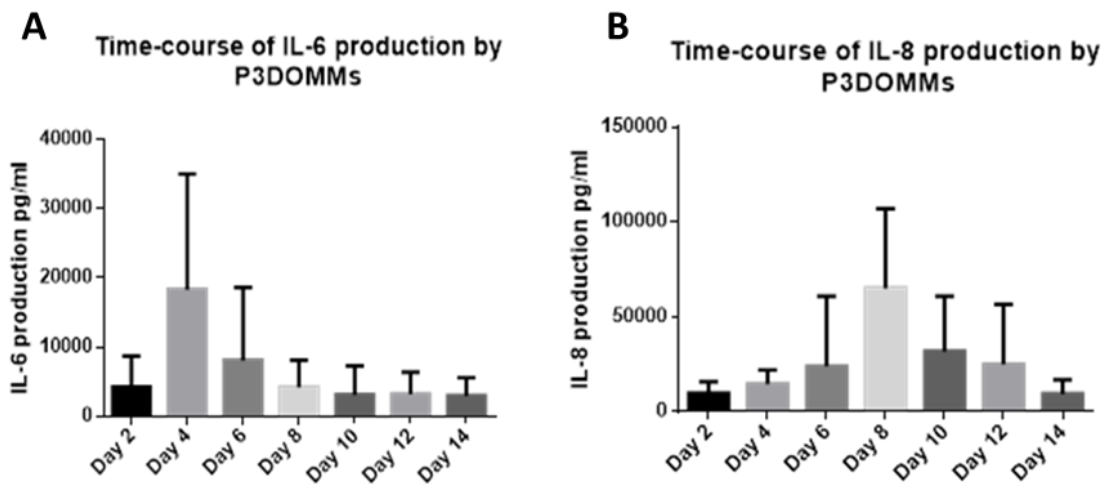 A
Time-course of IL-6 production by
P3DOMMs
IL-6 production pg/ml
40000
30000
20000
10000
0
Day 2
Day 4
Day 6
Day 8
Day 10
Day 12
Day 14
B
Time-course of IL-8 production by
P3DOMMs
IL-8 production pg/ml
150000
100000
50000
0
Day 2
Day 4
Day 6
Day 8
Day 10
Day 12
Day 14